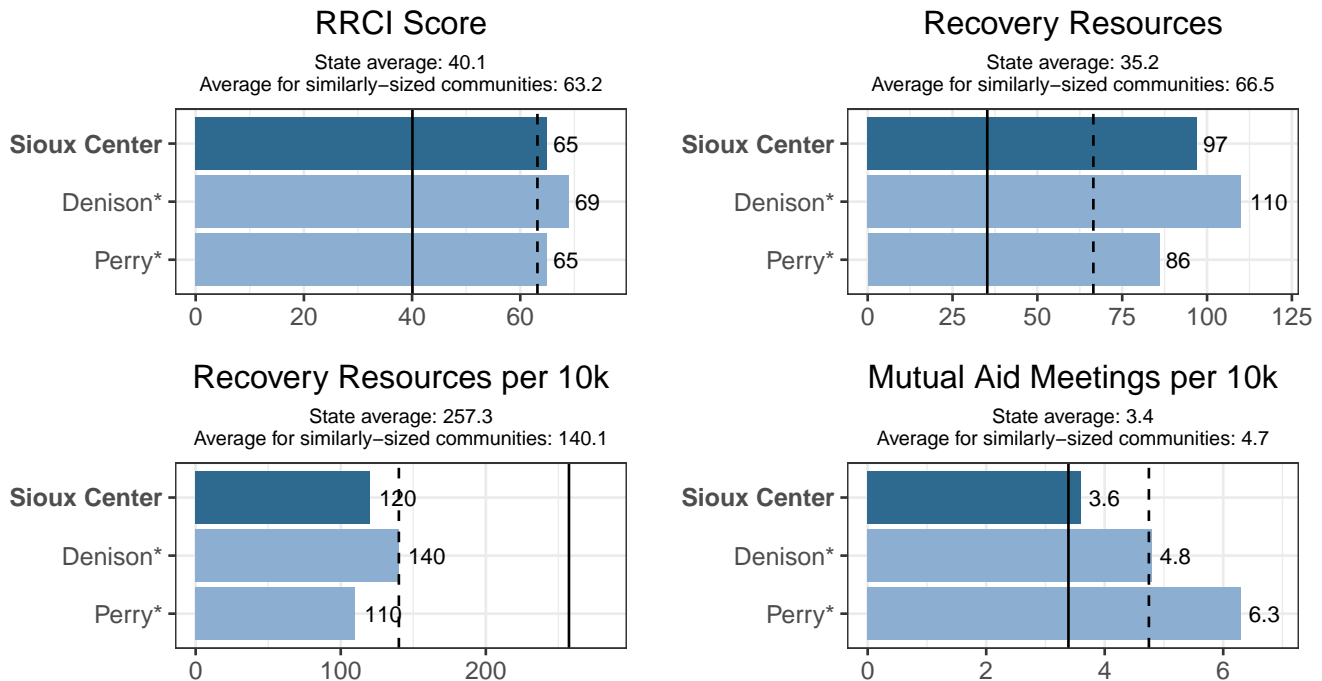 RRCI Score
State average: 40.1
Average for similarly−sized communities: 63.2
Sioux Center
65
Denison*
69
Perry*
65
0 20 40 60
Recovery Resources
State average: 35.2
Average for similarly−sized communities: 66.5
Sioux Center
97
Denison*
110
Perry*
86
0 25 50 75 100 125
Recovery Resources per 10k
State average: 257.3
Average for similarly−sized communities: 140.1
Sioux Center
120
Denison*
140
Perry*
110
0 100 200
Mutual Aid Meetings per 10k
State average: 3.4
Average for similarly−sized communities: 4.7
Sioux Center
3.6
Denison*
4.8
Perry*
6.3
0 2 4 6